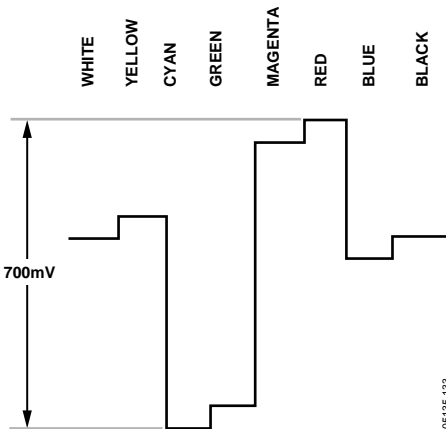 WHITE
YELLOW
CYAN
GREEN
MAGENTA
RED
BLUE
BLACK
700mV